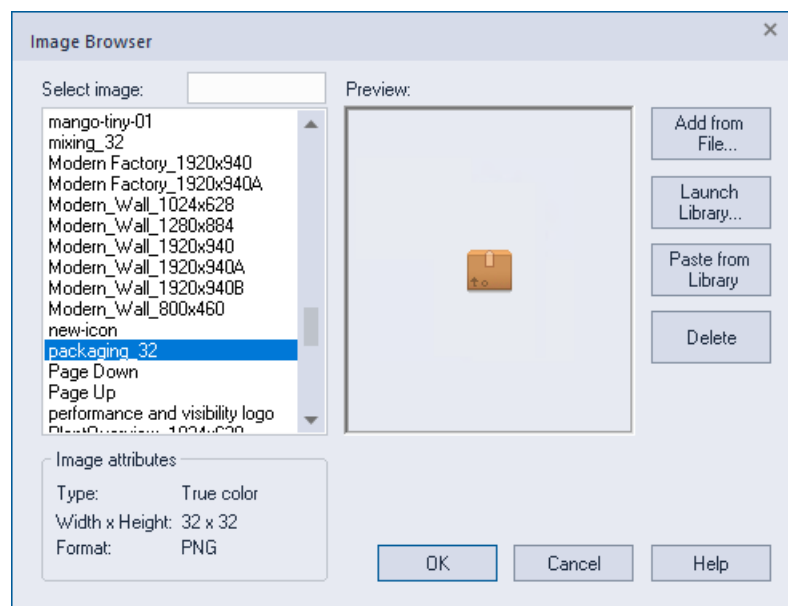 Image Browser
Select image:
Preview:
mango-tiny-01
mixing_32
Modern Factory_1920x940
Modern Factory_1920x940A
Modern_Wall_1024x628
Modern_Wall_1280x884
Modern_Wall_1920x940
Modern_Wall_1920x940A
Modern_Wall_1920x940B
Modern_Wall_800x460
new-icon
packaging_32
Page Down
Page Up
performance and visibility logo
Add from
File...
Launch
Library...
Paste from
Library
Delete
Image attributes
Type: True color
Width x Height: 32 x 32
Format: PNG
OK
Cancel
Help